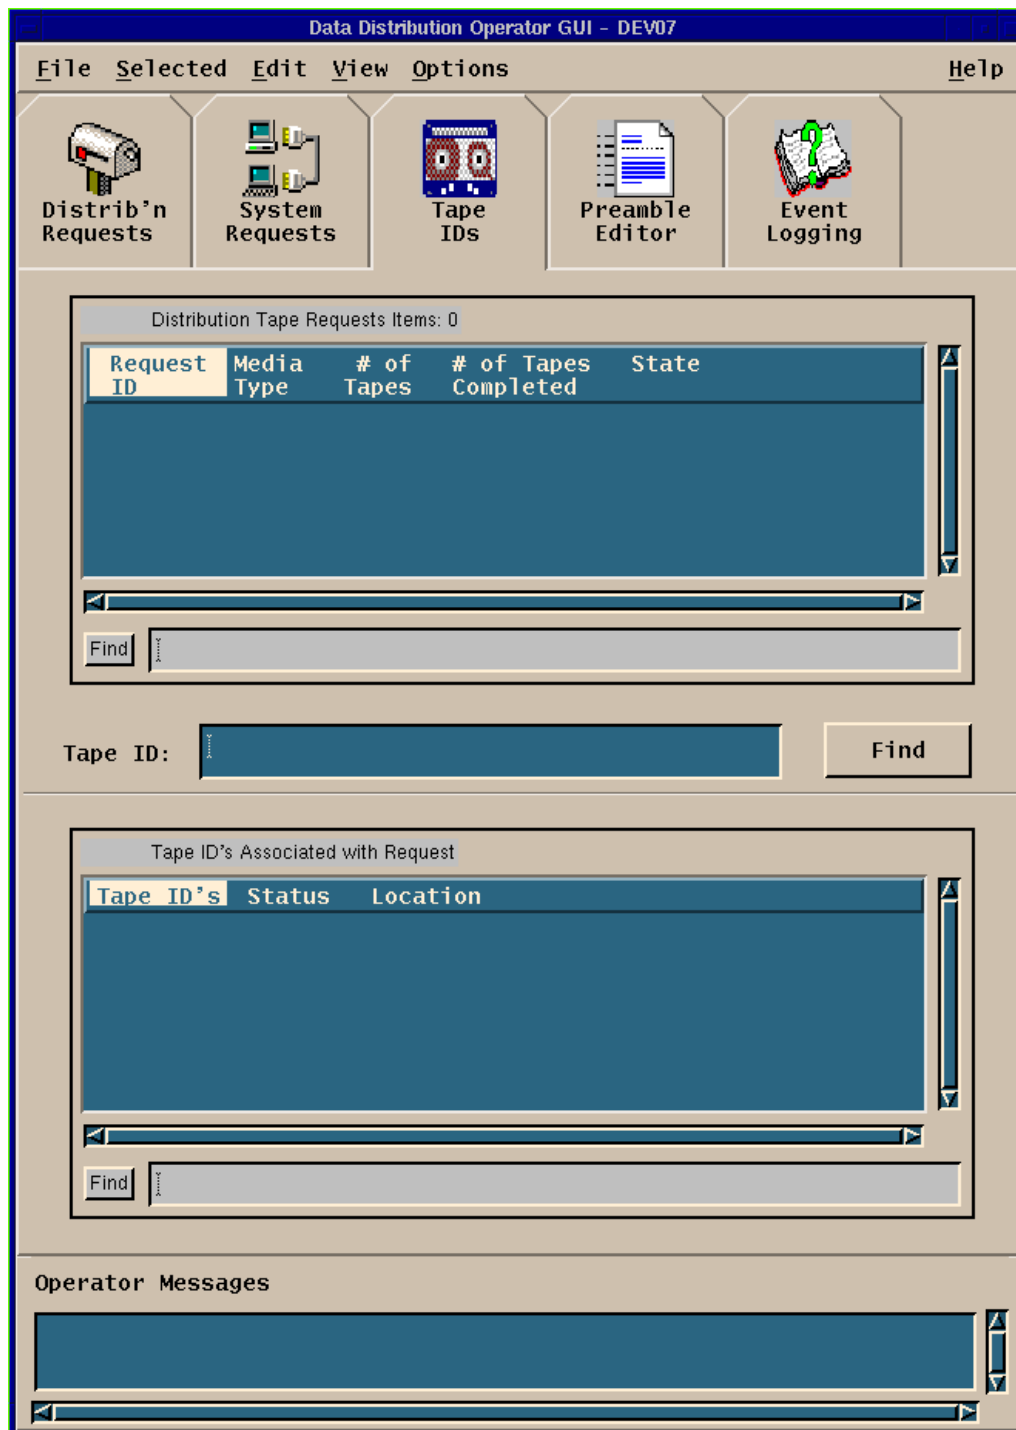 Data Distribution Operator GUI - DEV07
File Selected Edit View Options Help
Distrib'n
Requests
System
Requests
Tape
IDs
Preamble
Editor
Event
Logging
Distribution Tape Requests Items: 0
Request Media # of # of Tapes State
ID Type Tapes Completed
Find
Tape ID: Find
Tape ID's Associated with Request
Tape ID's Status Location
Find
Operator Messages